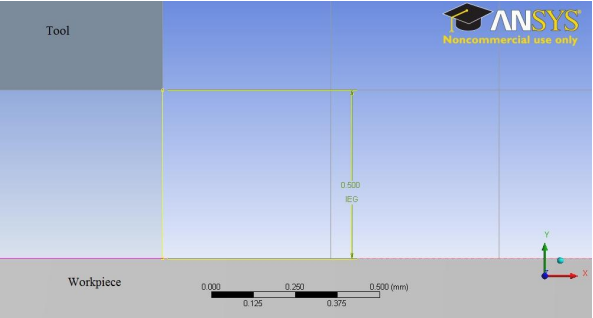 Tool
ANSYS
Noncommercial use only
0.500
IEG
Y
X
Workpiece
0.000 0.250 0.500 (mm)
0.125 0.375